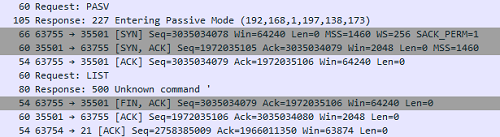 60 Request: PASV
105 Response: 227 Entering Passive Mode (192,168,1,197,138,173)
66 63755 → 35501 [SYN] Seq=3035034078 Win=64240 Len=0 MSS=1460 WS=256 SACK_PERM=1
60 35501 → 63755 [SYN, ACK] Seq=1972035105 Ack=3035034079 Win=2048 Len=0 MSS=1460
54 63755 → 35501 [ACK] Seq=3035034079 Ack=1972035106 Win=64240 Len=0
60 Request: LIST
80 Response: 500 Unknown command '
54 63755 → 35501 [FIN, ACK] Seq=3035034079 Ack=1972035106 Win=64240 Len=0
60 35501 → 63755 [ACK] Seq=1972035106 Ack=3035034080 Win=2048 Len=0
54 63754 → 21 [ACK] Seq=2758385009 Ack=1966011350 Win=63874 Len=0